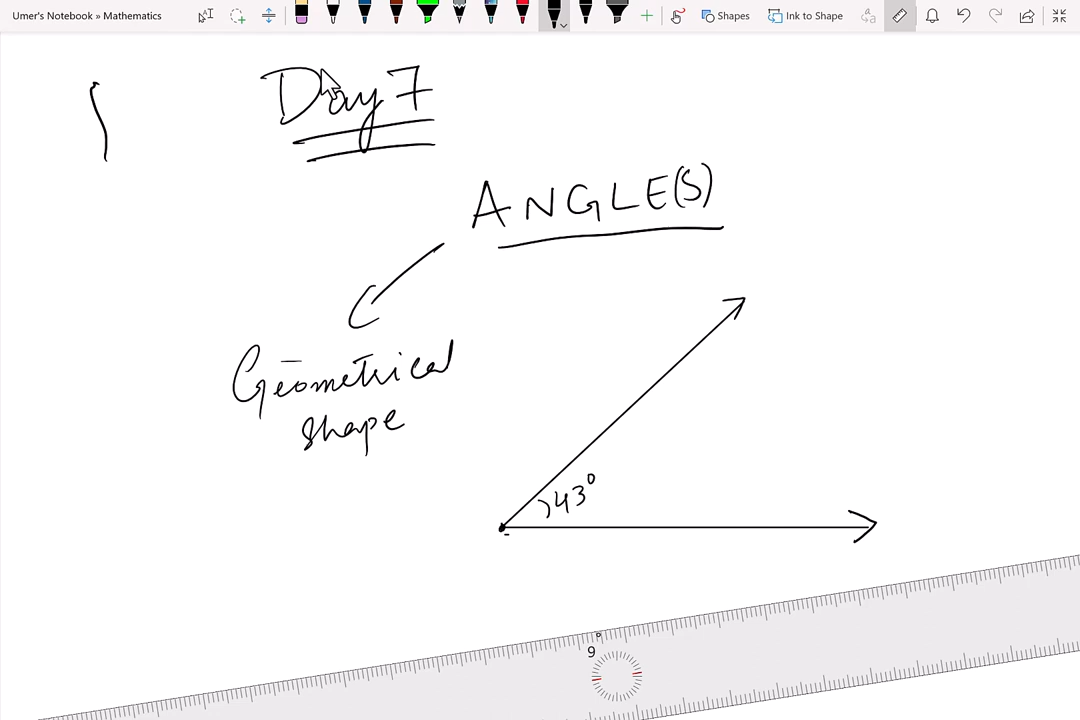 Umer's Notebook » Mathematics
Shapes
Ink to Shape
Day 7
ANGLE(S)
Geometrical
shape
43°
9°